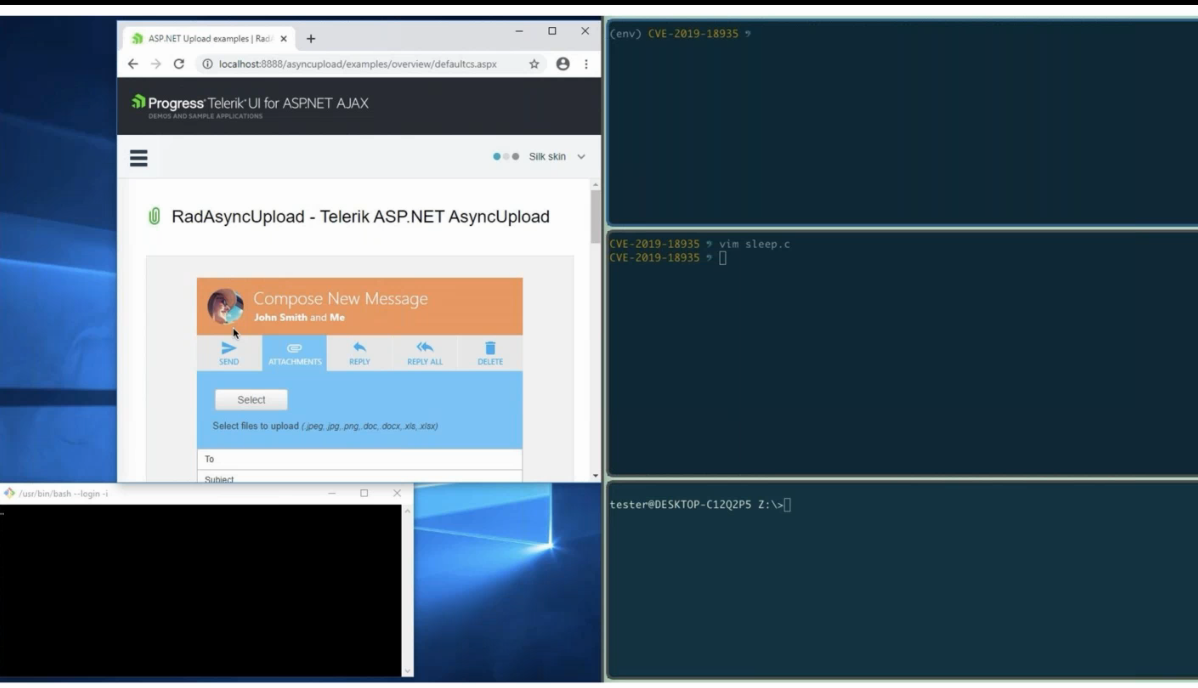 ASP.NET Upload examples | Rad
localhost:8888/asyncupload/examples/overview/defaultcs.aspx
Progress Telerik UI for ASP.NET AJAX
DEMOS AND SAMPLE APPLICATIONS
Silk skin
RadAsyncUpload - Telerik ASP.NET AsyncUpload
Compose New Message
John Smith and Me
SEND ATTACHMENTS REPLY REPLY ALL DELETE
Select
Select files to upload (.jpeg,.jpg,.png,.doc,.docx,.xls,.xlsx)
To
Subject
/usr/bin/bash --login -i
(env) CVE-2019-18935
CVE-2019-18935 vim sleep.c
CVE-2019-18935
tester@DESKTOP-C12Q2P5 Z:\>